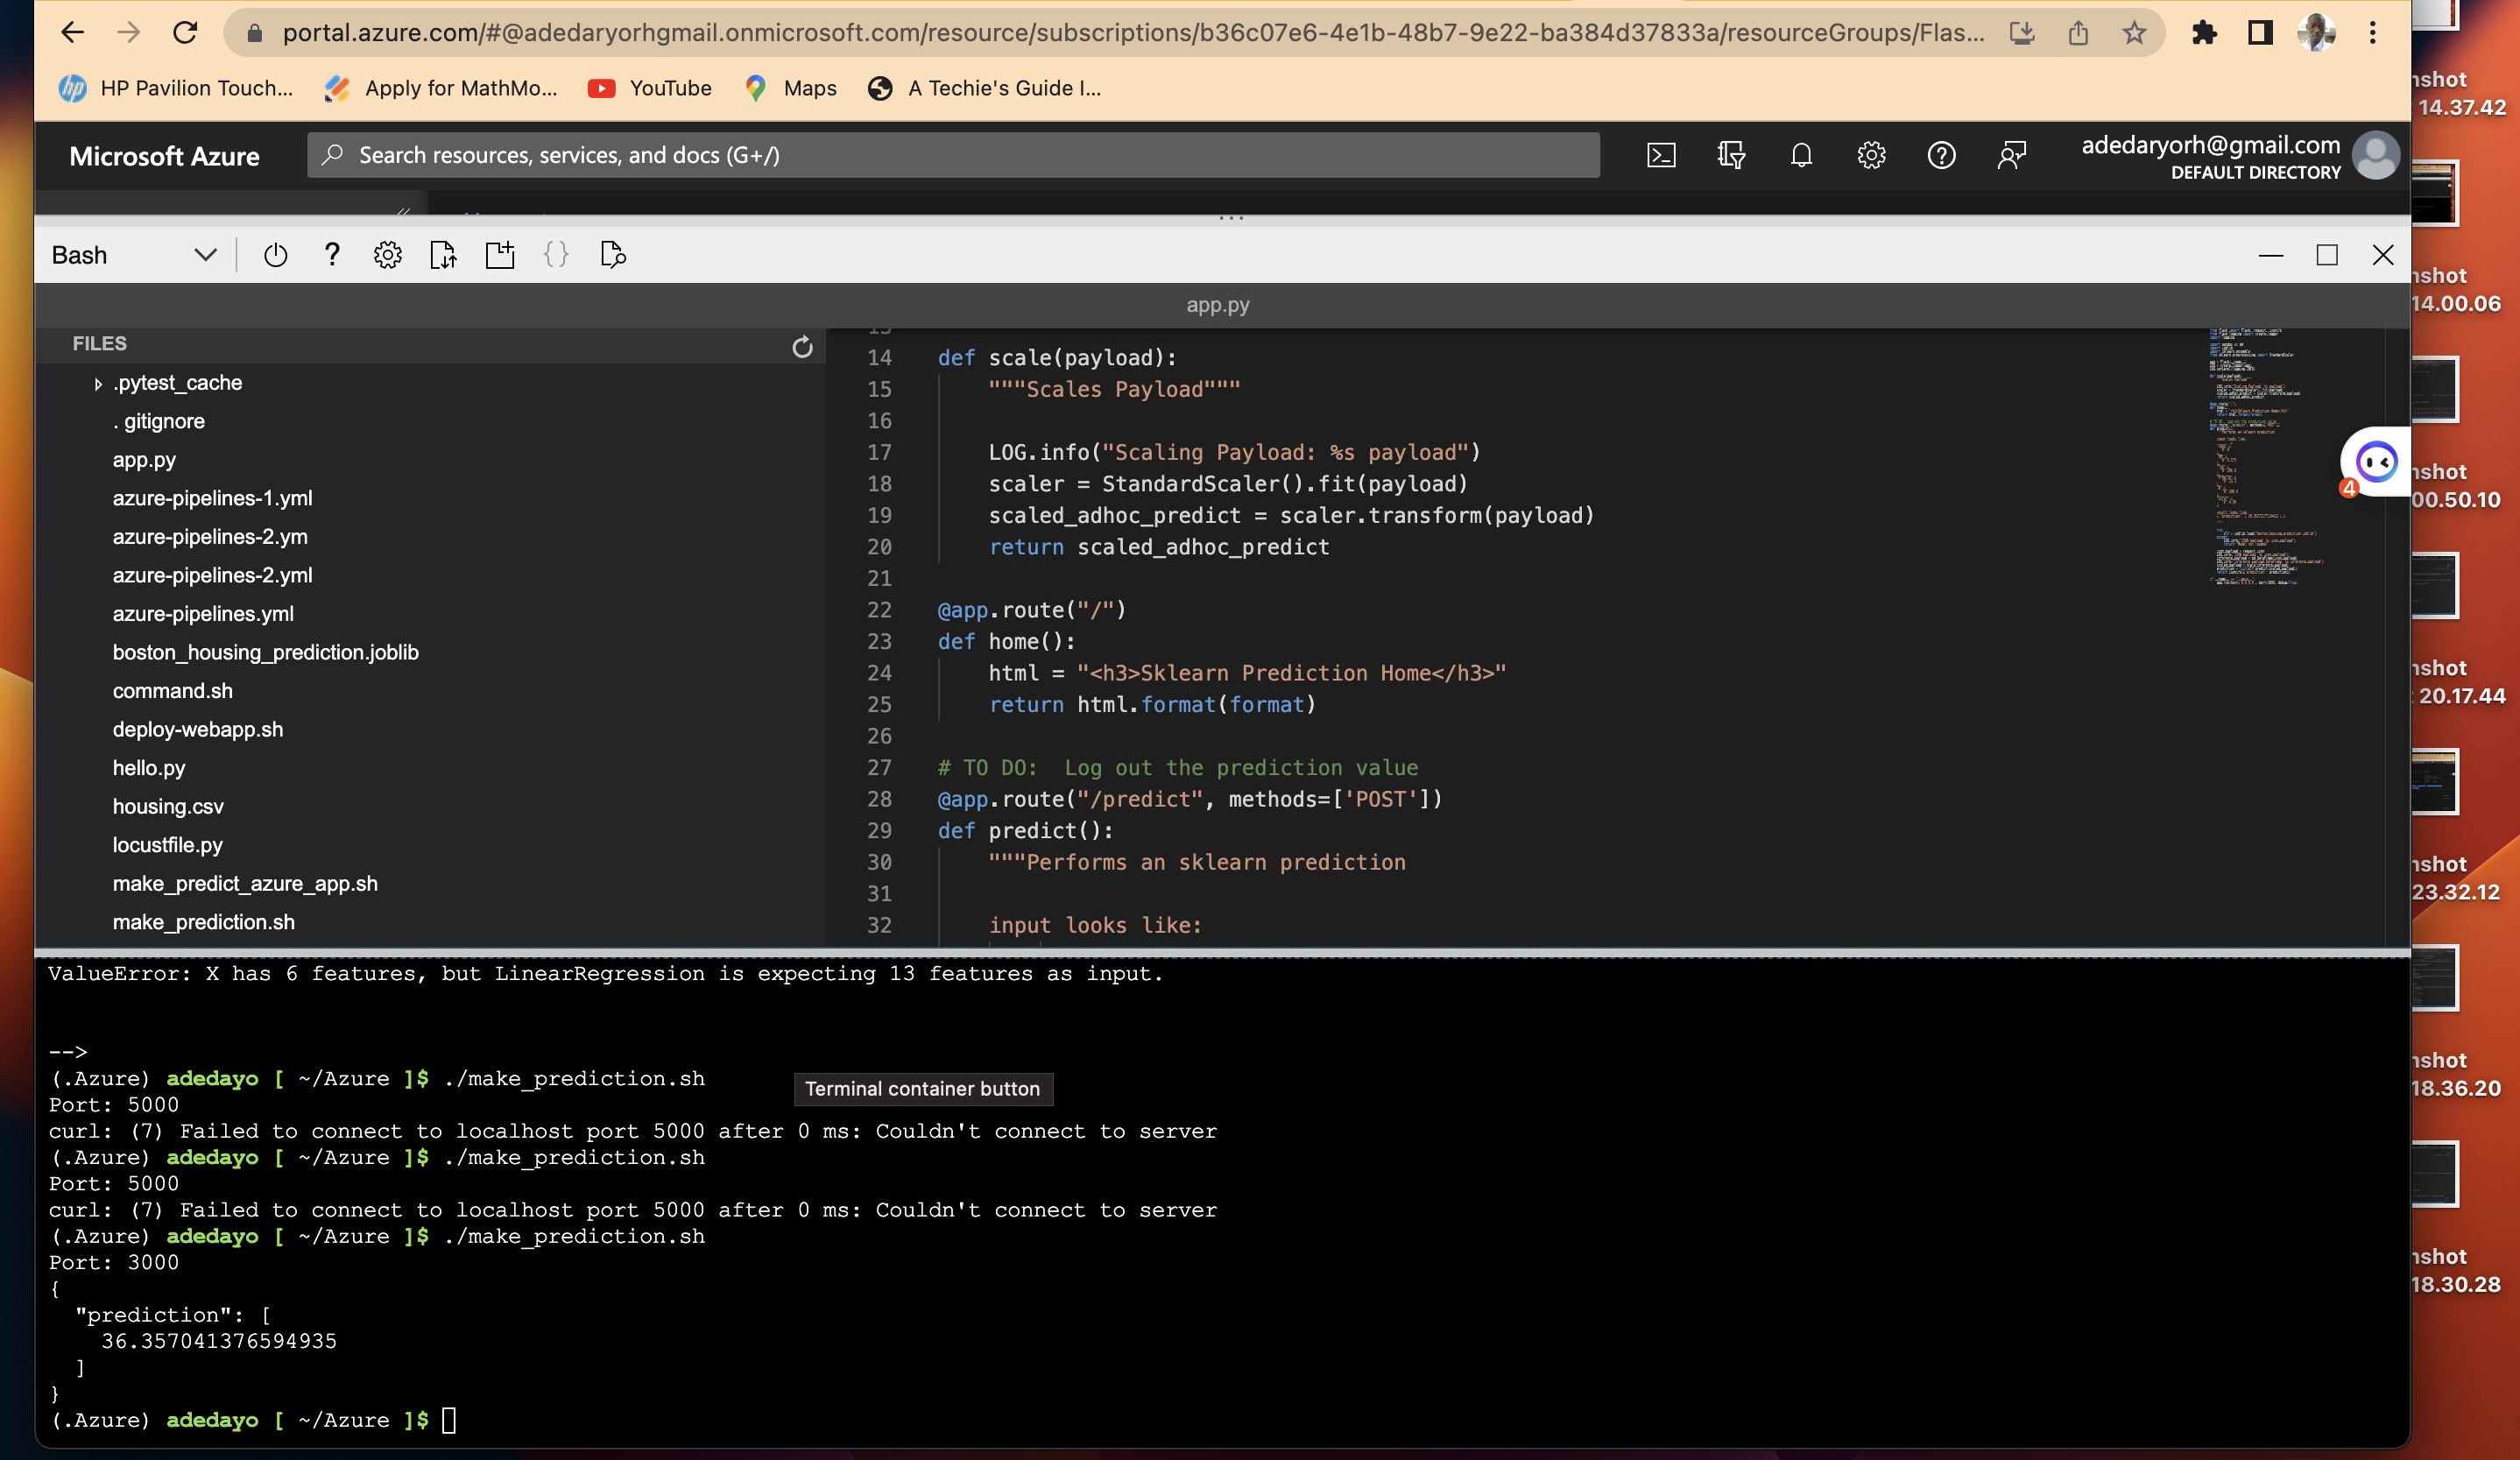 portal.azure.com/#@adedaryorhgmail.onmicrosoft.com/resource/subscriptions/b36c07e6-4e1b-48b7-9e22-ba384d37833a/resourceGroups/Flas...
HP Pavilion Touch...
Apply for MathMo...
YouTube
Maps
A Techie's Guide I...
Microsoft Azure
Search resources, services, and docs (G+/)
adedaryorh@gmail.com
DEFAULT DIRECTORY
Bash
app.py
FILES
.pytest_cache
. gitignore
app.py
azure-pipelines-1.yml
azure-pipelines-2.ym
azure-pipelines-2.yml
azure-pipelines.yml
boston_housing_prediction.joblib
command.sh
deploy-webapp.sh
hello.py
housing.csv
locustfile.py
make_predict_azure_app.sh
make_prediction.sh
14 def scale(payload):
15 """Scales Payload"""
16
17 LOG.info("Scaling Payload: %s payload")
18 scaler = StandardScaler().fit(payload)
19 scaled_adhoc_predict = scaler.transform(payload)
20 return scaled_adhoc_predict
21
22 @app.route("/")
23 def home():
24 html = "<h3>Sklearn Prediction Home</h3>"
25 return html.format(format)
26
27 # TO DO:  Log out the prediction value
28 @app.route("/predict", methods=['POST'])
29 def predict():
30 """Performs an sklearn prediction
31
32 input looks like:
4
ValueError: X has 6 features, but LinearRegression is expecting 13 features as input.
-->
(.Azure) adedayo [ ~/Azure ]$ ./make_prediction.sh
Terminal container button
Port: 5000
curl: (7) Failed to connect to localhost port 5000 after 0 ms: Couldn't connect to server
(.Azure) adedayo [ ~/Azure ]$ ./make_prediction.sh
Port: 5000
curl: (7) Failed to connect to localhost port 5000 after 0 ms: Couldn't connect to server
(.Azure) adedayo [ ~/Azure ]$ ./make_prediction.sh
Port: 3000
{
"prediction": [
36.357041376594935
]
}
(.Azure) adedayo [ ~/Azure ]$
nshot
14.37.42
nshot
14.00.06
nshot
00.50.10
nshot
20.17.44
nshot
23.32.12
nshot
18.36.20
nshot
18.30.28